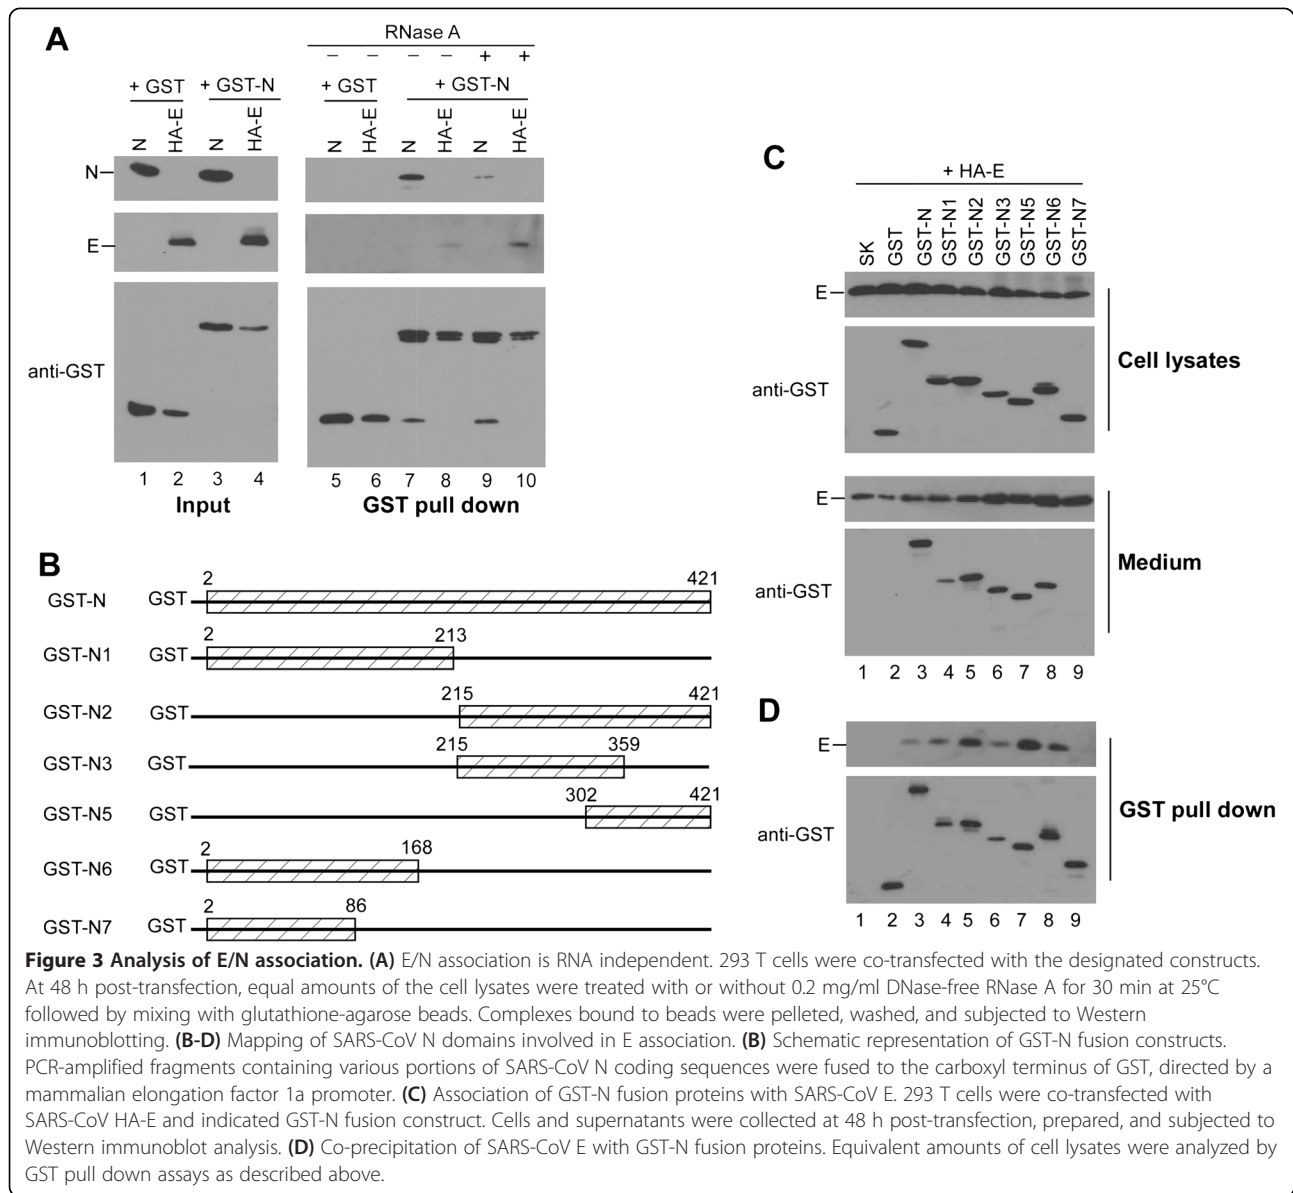 A
RNase A
– – – – + +
+ GST + GST-N + GST + GST-N
N HA-E N HA-E N HA-E N HA-E N HA-E
N
E
anti-GST
1 2 3 4 5 6 7 8 9 10
Input GST pull down
B
2 421
GST-N GST
2 213
GST-N1 GST
215 421
GST-N2 GST
215 359
GST-N3 GST
302 421
GST-N5 GST
2 168
GST-N6 GST
2 86
GST-N7 GST
C
+ HA-E
SK GST GST-N GST-N1 GST-N2 GST-N3 GST-N5 GST-N6 GST-N7
E
anti-GST
Cell lysates
E
anti-GST
Medium
1 2 3 4 5 6 7 8 9
D
E
anti-GST
GST pull down
1 2 3 4 5 6 7 8 9
Figure 3 Analysis of E/N association. (A) E/N association is RNA independent. 293 T cells were co-transfected with the designated constructs.
At 48 h post-transfection, equal amounts of the cell lysates were treated with or without 0.2 mg/ml DNase-free RNase A for 30 min at 25°C
followed by mixing with glutathione-agarose beads. Complexes bound to beads were pelleted, washed, and subjected to Western
immunoblotting. (B-D) Mapping of SARS-CoV N domains involved in E association. (B) Schematic representation of GST-N fusion constructs.
PCR-amplified fragments containing various portions of SARS-CoV N coding sequences were fused to the carboxyl terminus of GST, directed by a
mammalian elongation factor 1a promoter. (C) Association of GST-N fusion proteins with SARS-CoV E. 293 T cells were co-transfected with
SARS-CoV HA-E and indicated GST-N fusion construct. Cells and supernatants were collected at 48 h post-transfection, prepared, and subjected to
Western immunoblot analysis. (D) Co-precipitation of SARS-CoV E with GST-N fusion proteins. Equivalent amounts of cell lysates were analyzed by
GST pull down assays as described above.